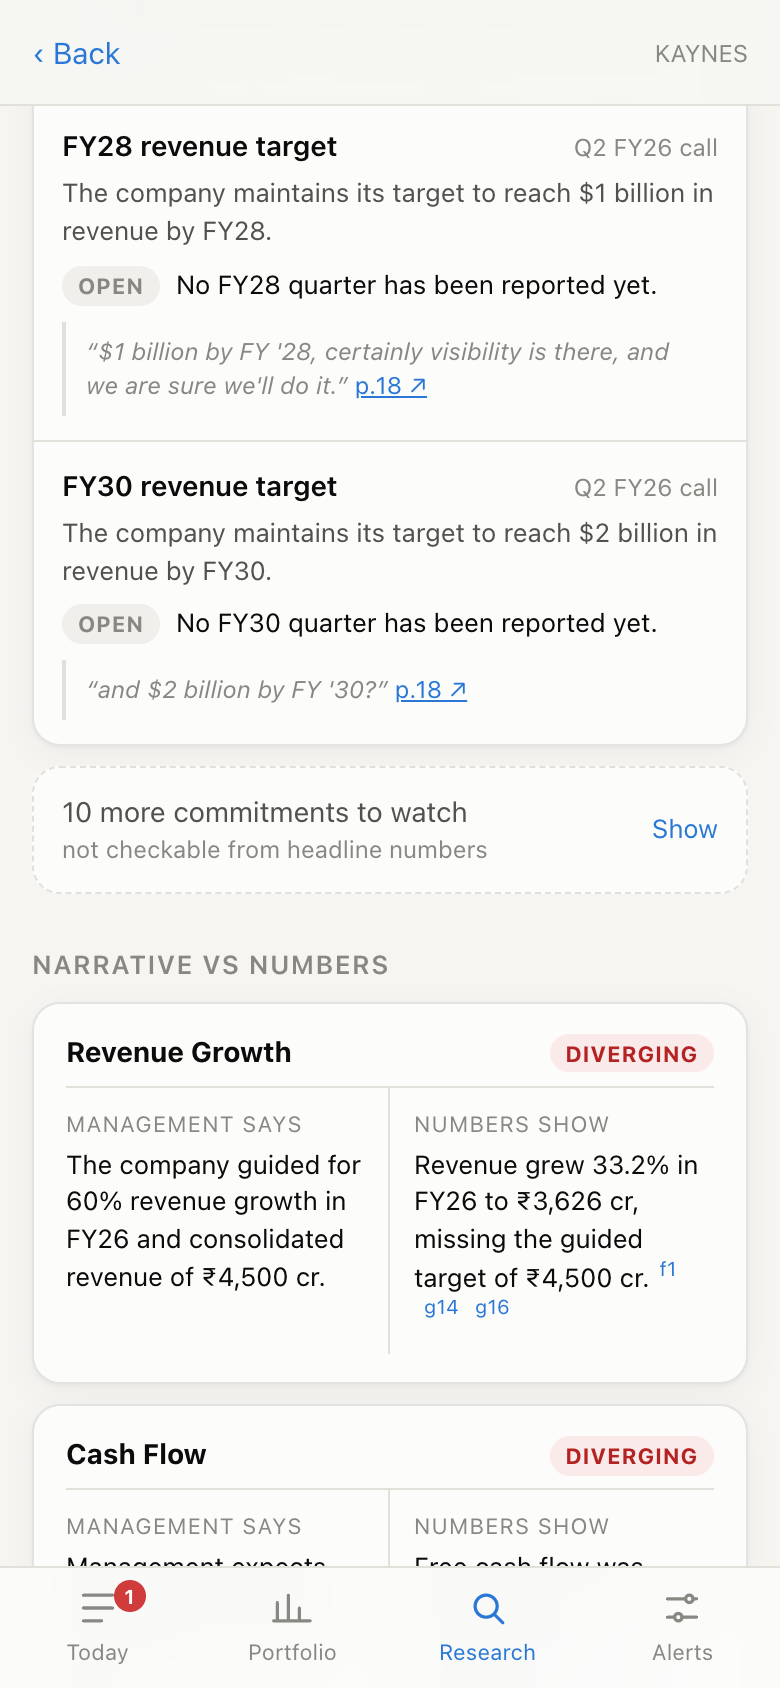 ‹ Back
KAYNES
FY28 revenue target
Q2 FY26 call
The company maintains its target to reach $1 billion in
revenue by FY28.
OPEN No FY28 quarter has been reported yet.
“$1 billion by FY '28, certainly visibility is there, and
we are sure we'll do it.” p.18 ↗
FY30 revenue target
Q2 FY26 call
The company maintains its target to reach $2 billion in
revenue by FY30.
OPEN No FY30 quarter has been reported yet.
“and $2 billion by FY '30?” p.18 ↗
10 more commitments to watch
not checkable from headline numbers
Show
NARRATIVE VS NUMBERS
Revenue Growth
DIVERGING
MANAGEMENT SAYS
The company guided for
60% revenue growth in
FY26 and consolidated
revenue of ₹4,500 cr.
NUMBERS SHOW
Revenue grew 33.2% in
FY26 to ₹3,626 cr,
missing the guided
target of ₹4,500 cr. f1
g14 g16
Cash Flow
DIVERGING
MANAGEMENT SAYS
Management expects
NUMBERS SHOW
Free cash flow was
1
Today
Portfolio
Research
Alerts